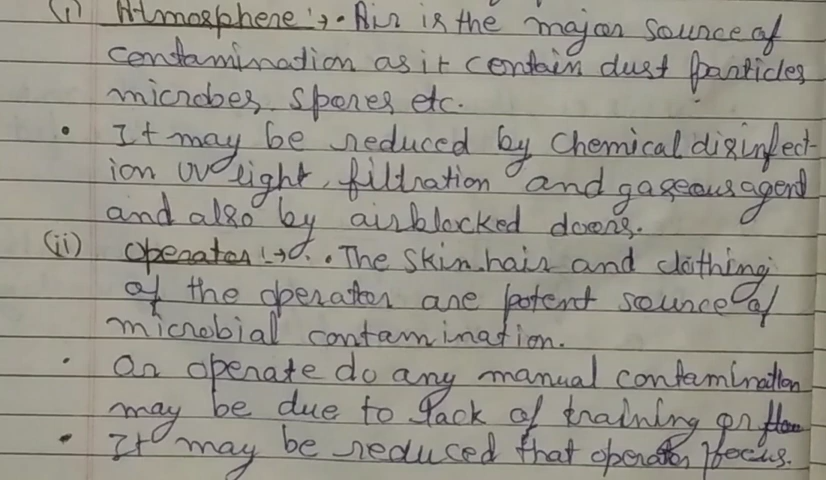 (i) Atmosphere :→ • Air is the major source of
contamination as it contain dust particles
microbes, spores etc.
• It may be reduced by chemical disinfect-
ion UV light, filtration and gaseous agent
and also by airblocked doors.
(ii) Operator :→ • The skin, hair and clothing
of the operator are potent source of
microbial contamination.
• an operate do any manual contamination
may be due to lack of training or
• It may be reduced that operator focus.